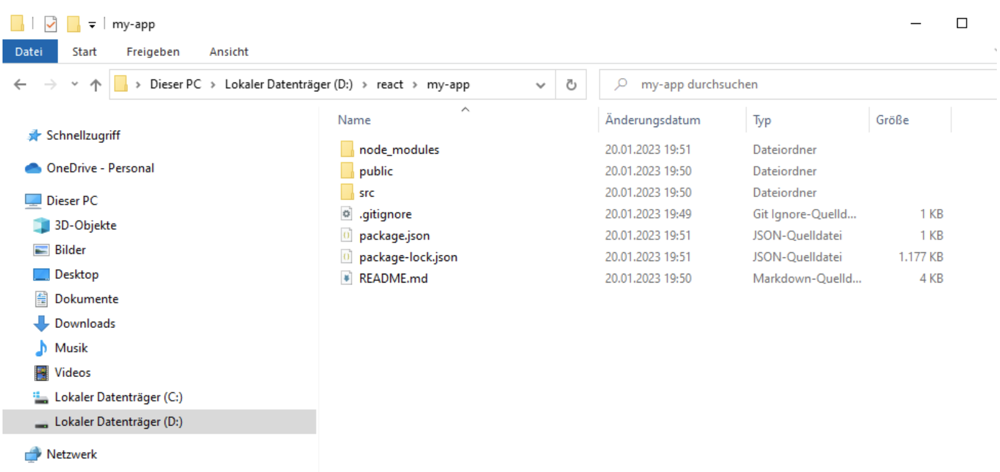 my-app
Datei Start Freigeben Ansicht
Dieser PC Lokaler Datenträger (D:) react my-app my-app durchsuchen
Name Änderungsdatum Typ Größe
Schnellzugriff
OneDrive - Personal
Dieser PC
3D-Objekte
Bilder
Desktop
Dokumente
Downloads
Musik
Videos
Lokaler Datenträger (C:)
Lokaler Datenträger (D:)
Netzwerk
node_modules 20.01.2023 19:51 Dateiordner
public 20.01.2023 19:50 Dateiordner
src 20.01.2023 19:50 Dateiordner
.gitignore 20.01.2023 19:49 Git Ignore-Quelld... 1 KB
package.json 20.01.2023 19:51 JSON-Quelldatei 1 KB
package-lock.json 20.01.2023 19:51 JSON-Quelldatei 1.177 KB
README.md 20.01.2023 19:50 Markdown-Quelld... 4 KB